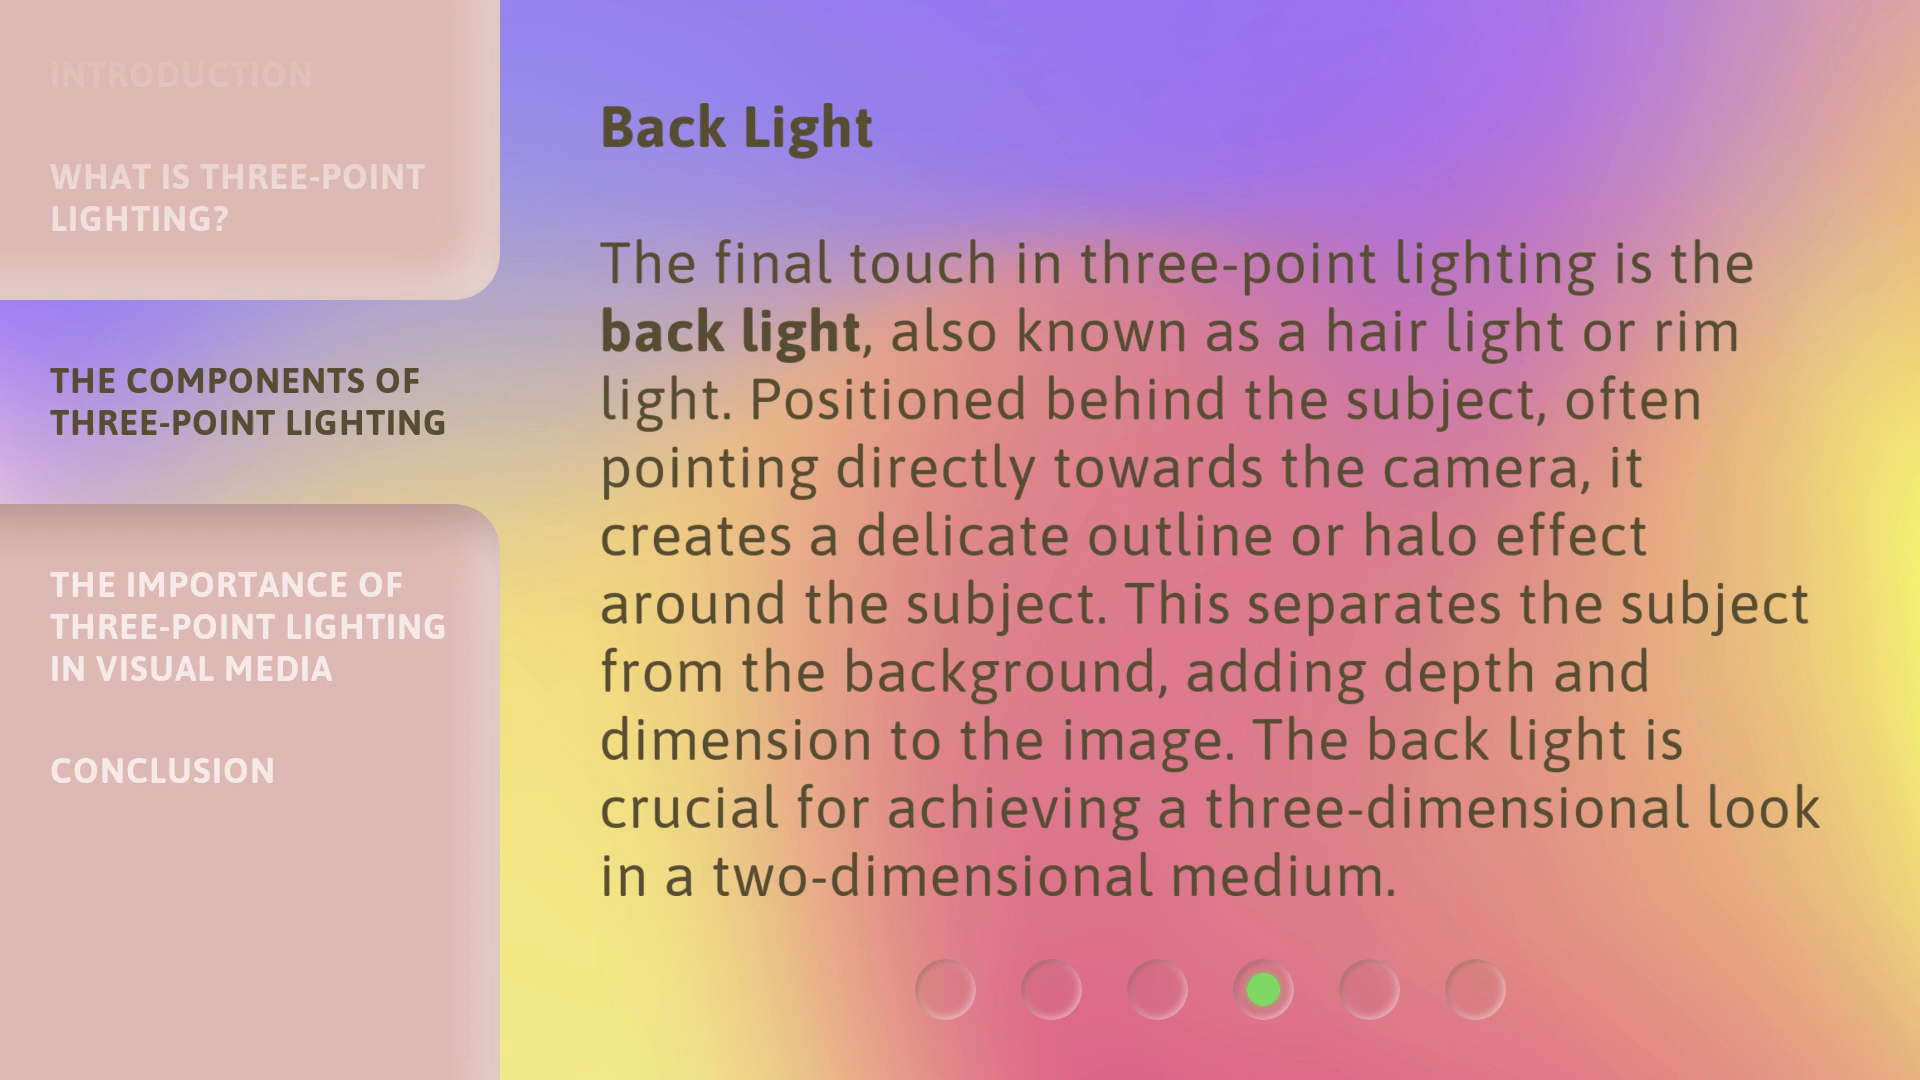 INTRODUCTION
WHAT IS THREE-POINT
LIGHTING?
THE COMPONENTS OF
THREE-POINT LIGHTING
THE IMPORTANCE OF
THREE-POINT LIGHTING
IN VISUAL MEDIA
CONCLUSION
Back Light
The final touch in three-point lighting is the
back light, also known as a hair light or rim
light. Positioned behind the subject, often
pointing directly towards the camera, it
creates a delicate outline or halo effect
around the subject. This separates the subject
from the background, adding depth and
dimension to the image. The back light is
crucial for achieving a three-dimensional look
in a two-dimensional medium.